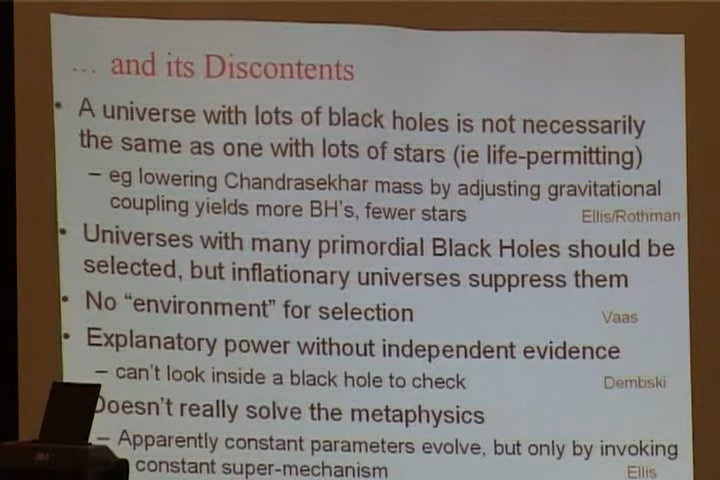 ... and its Discontents
• A universe with lots of black holes is not necessarily
the same as one with lots of stars (ie life-permitting)
– eg lowering Chandrasekhar mass by adjusting gravitational
coupling yields more BH's, fewer stars Ellis/Rothman
• Universes with many primordial Black Holes should be
selected, but inflationary universes suppress them
• No "environment" for selection Vaas
• Explanatory power without independent evidence
– can't look inside a black hole to check Dembski
Doesn't really solve the metaphysics
– Apparently constant parameters evolve, but only by invoking
constant super-mechanism Ellis
3M